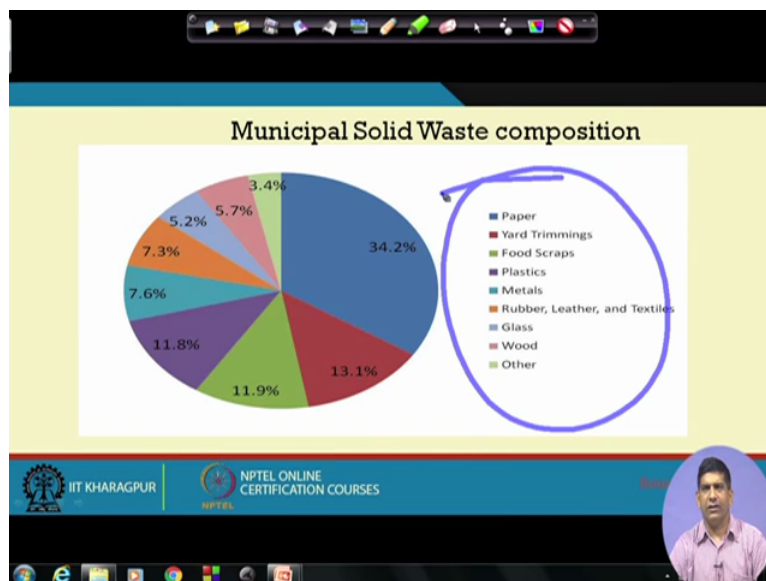 Municipal Solid Waste composition
3.4%
5.7%
5.2%
7.3%
7.6%
11.8%
11.9%
13.1%
34.2%
Paper
Yard Trimmings
Food Scraps
Plastics
Metals
Rubber, Leather, and Textiles
Glass
Wood
Other
IIT KHARAGPUR
NPTEL ONLINE
CERTIFICATION COURSES
NPTEL